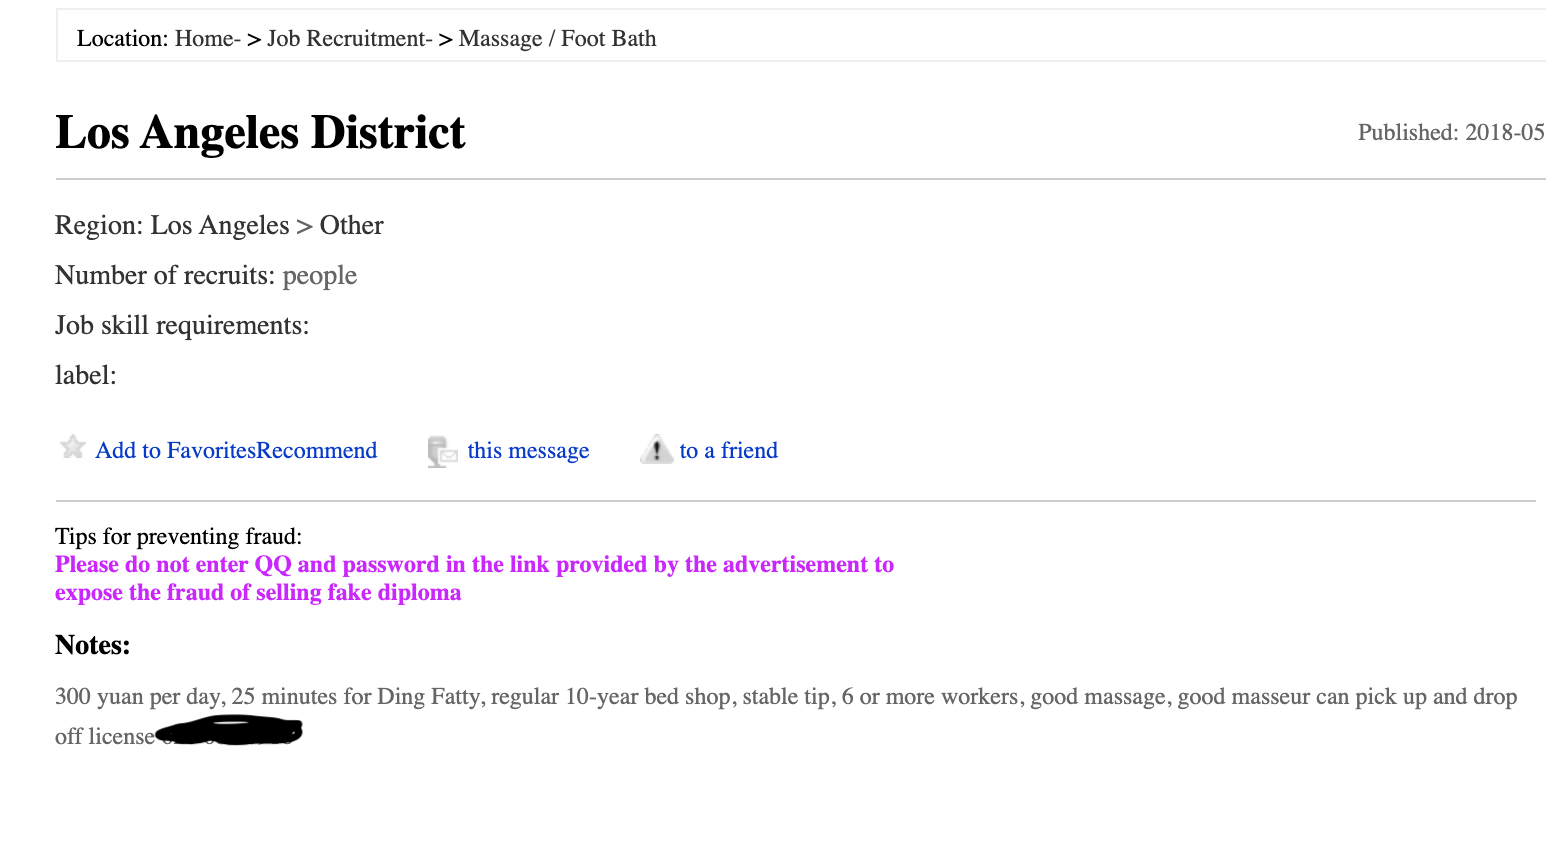 Location: Home- > Job Recruitment- > Massage / Foot Bath
Los Angeles District
Published: 2018-05
Region: Los Angeles > Other
Number of recruits: people
Job skill requirements:
label:
Add to FavoritesRecommend this message to a friend
Tips for preventing fraud:
Please do not enter QQ and password in the link provided by the advertisement to
expose the fraud of selling fake diploma
Notes:
300 yuan per day, 25 minutes for Ding Fatty, regular 10-year bed shop, stable tip, 6 or more workers, good massage, good masseur can pick up and drop
off license